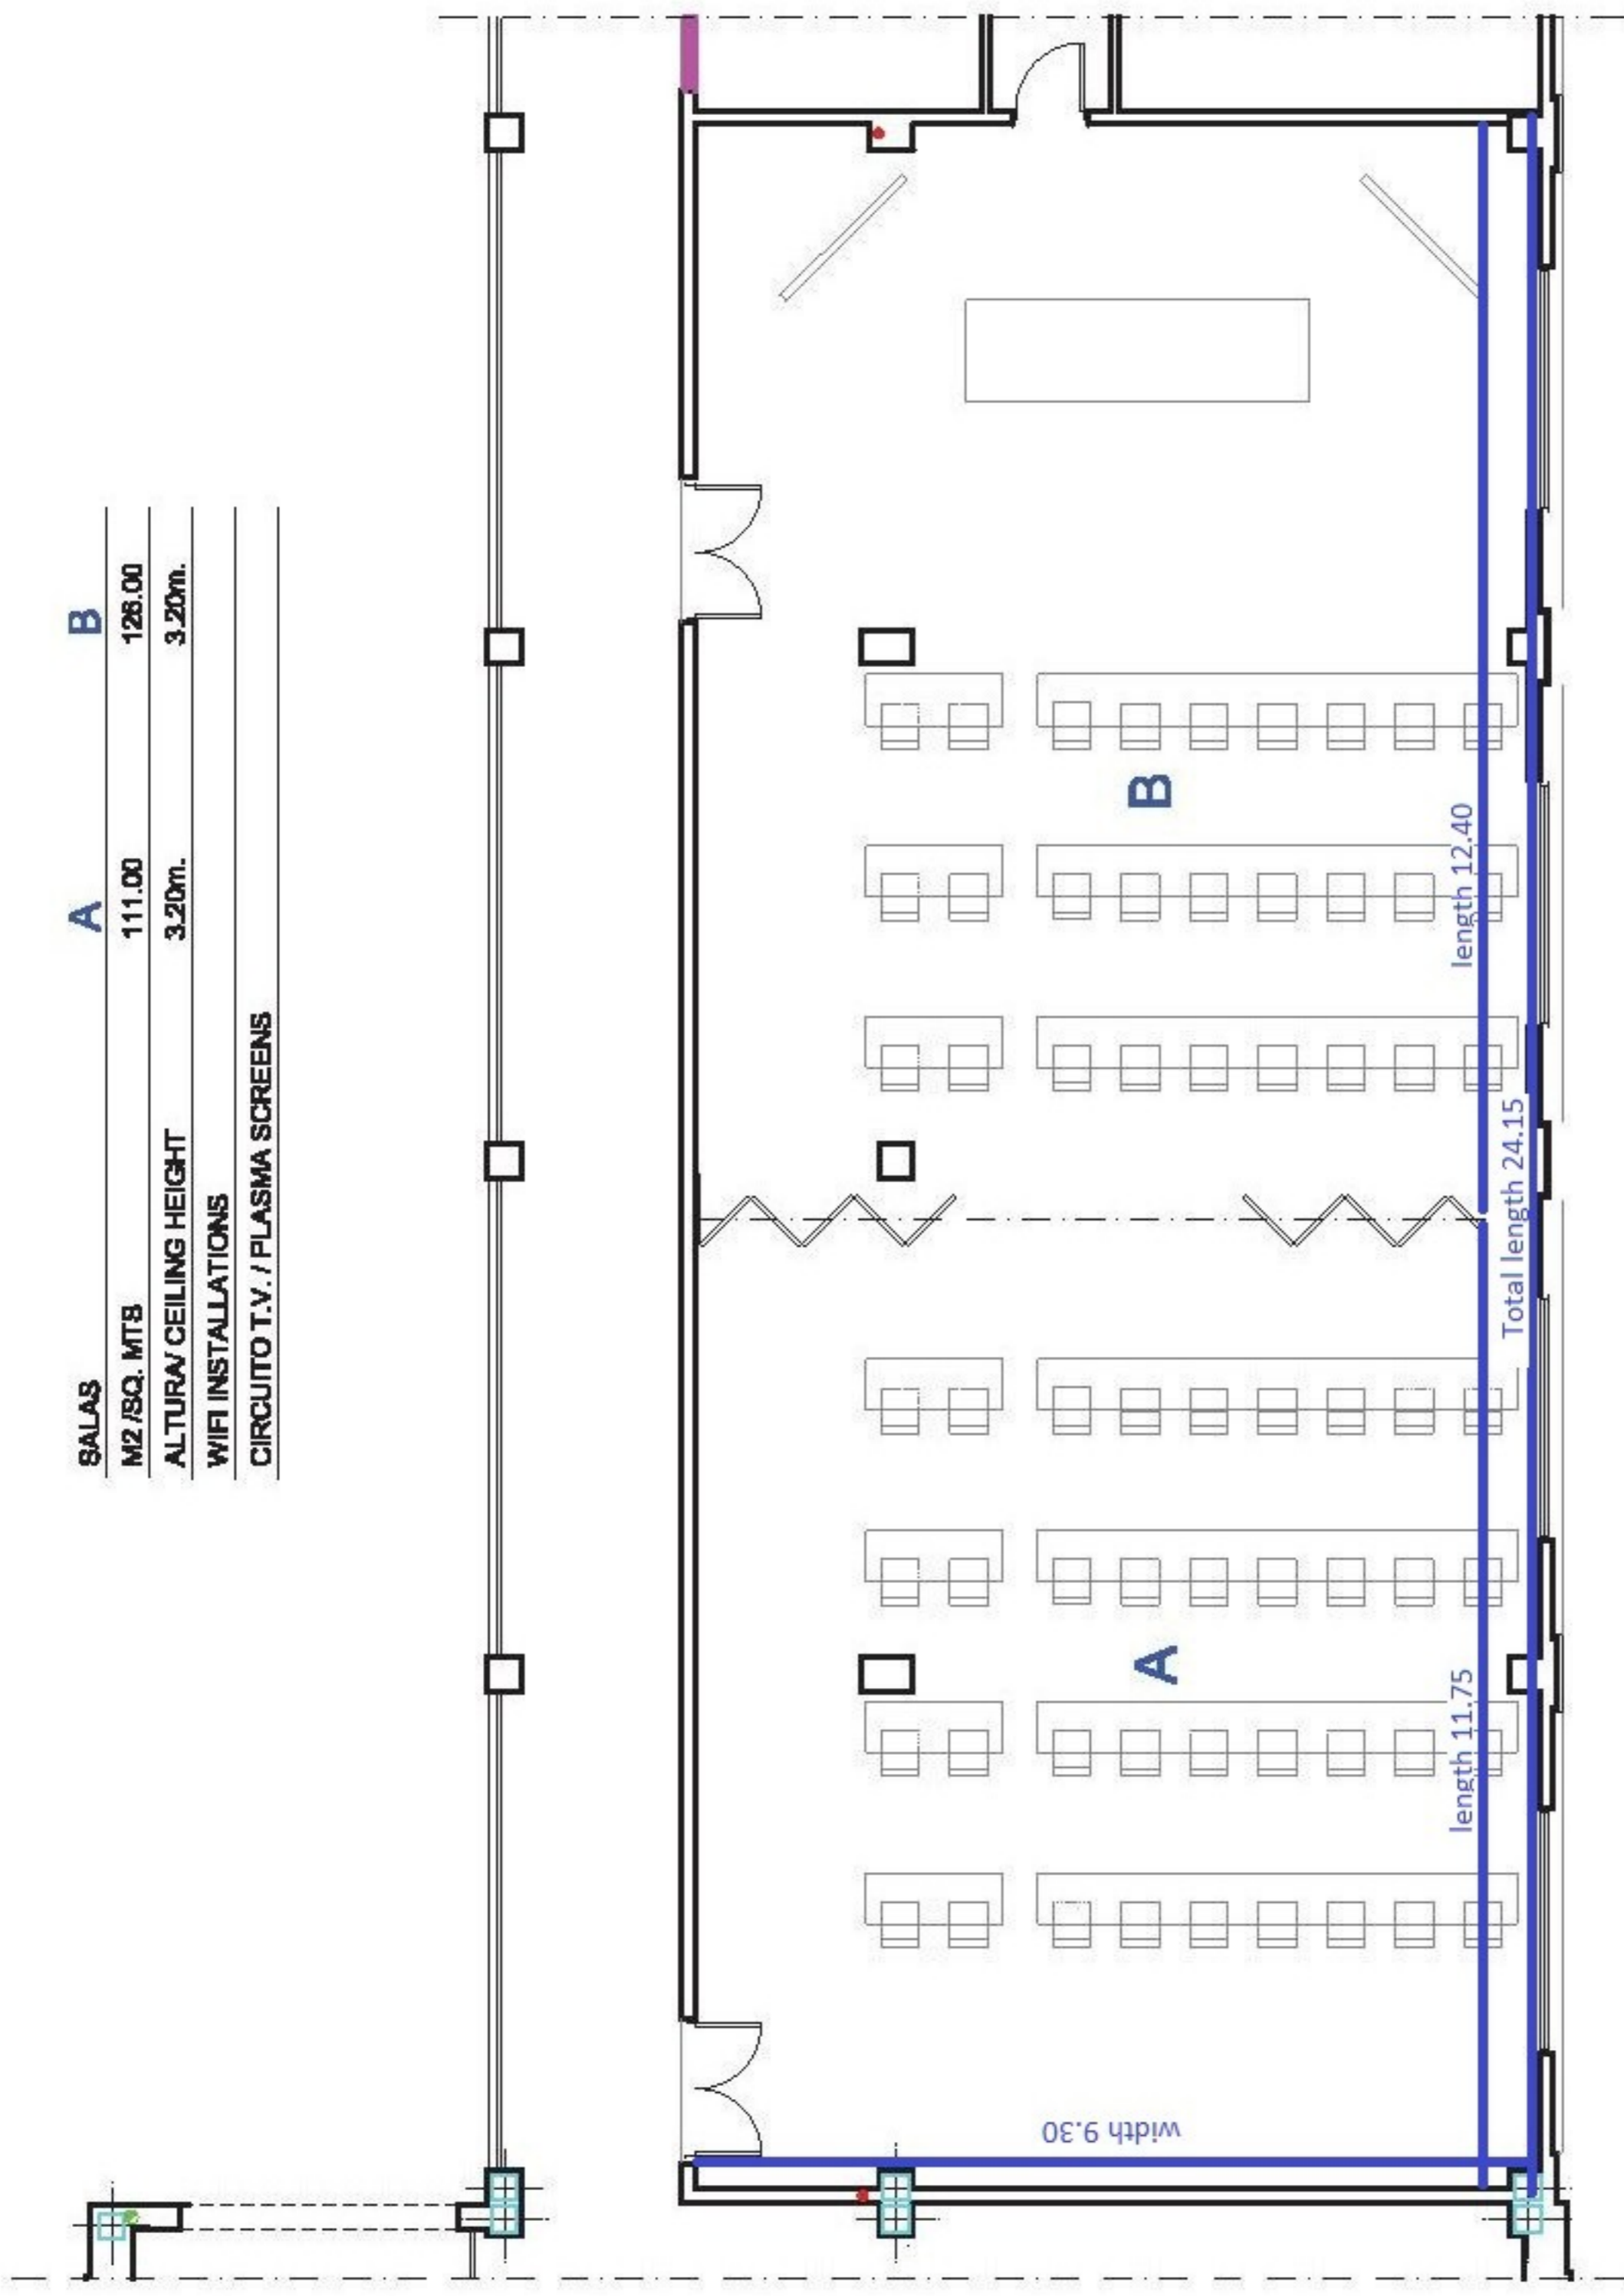 SALAS A B
M2 /SQ. MTS 111.00 126.00
ALTURA/ CEILING HEIGHT 3.20m. 3.20m.
WIFI INSTALLATIONS
CIRCUITO T.V. / PLASMA SCREENS
width 9.30
A
B
length 11.75
length 12.40
Total length 24.15